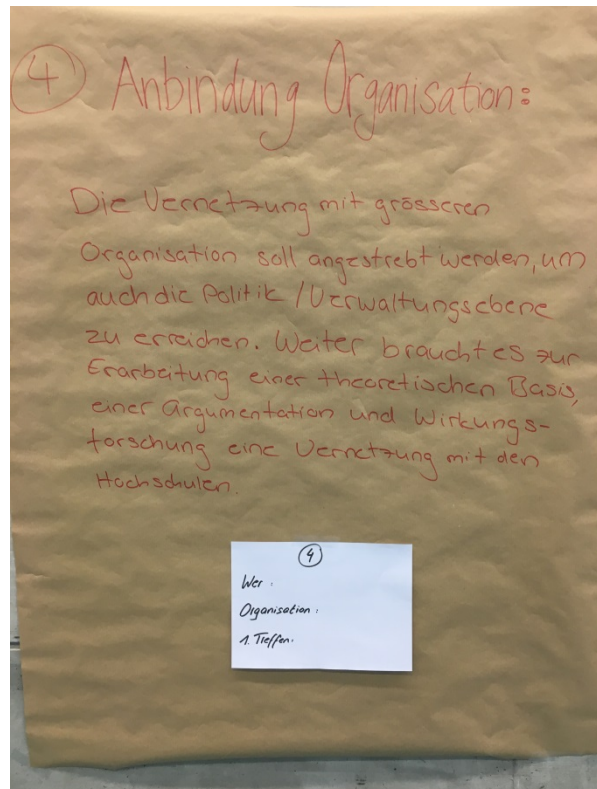 4 Anbindung Organisation:
Die Vernetzung mit grösseren
Organisation soll angestrebt werden, um
auch die Politik / Verwaltungsebene
zu erreichen. Weiter braucht es zur
Erarbeitung einer theoretischen Basis,
einer Argumentation und Wirkungs-
forschung eine Vernetzung mit den
Hochschulen.
4
Wer:
Organisation:
1. Treffen: